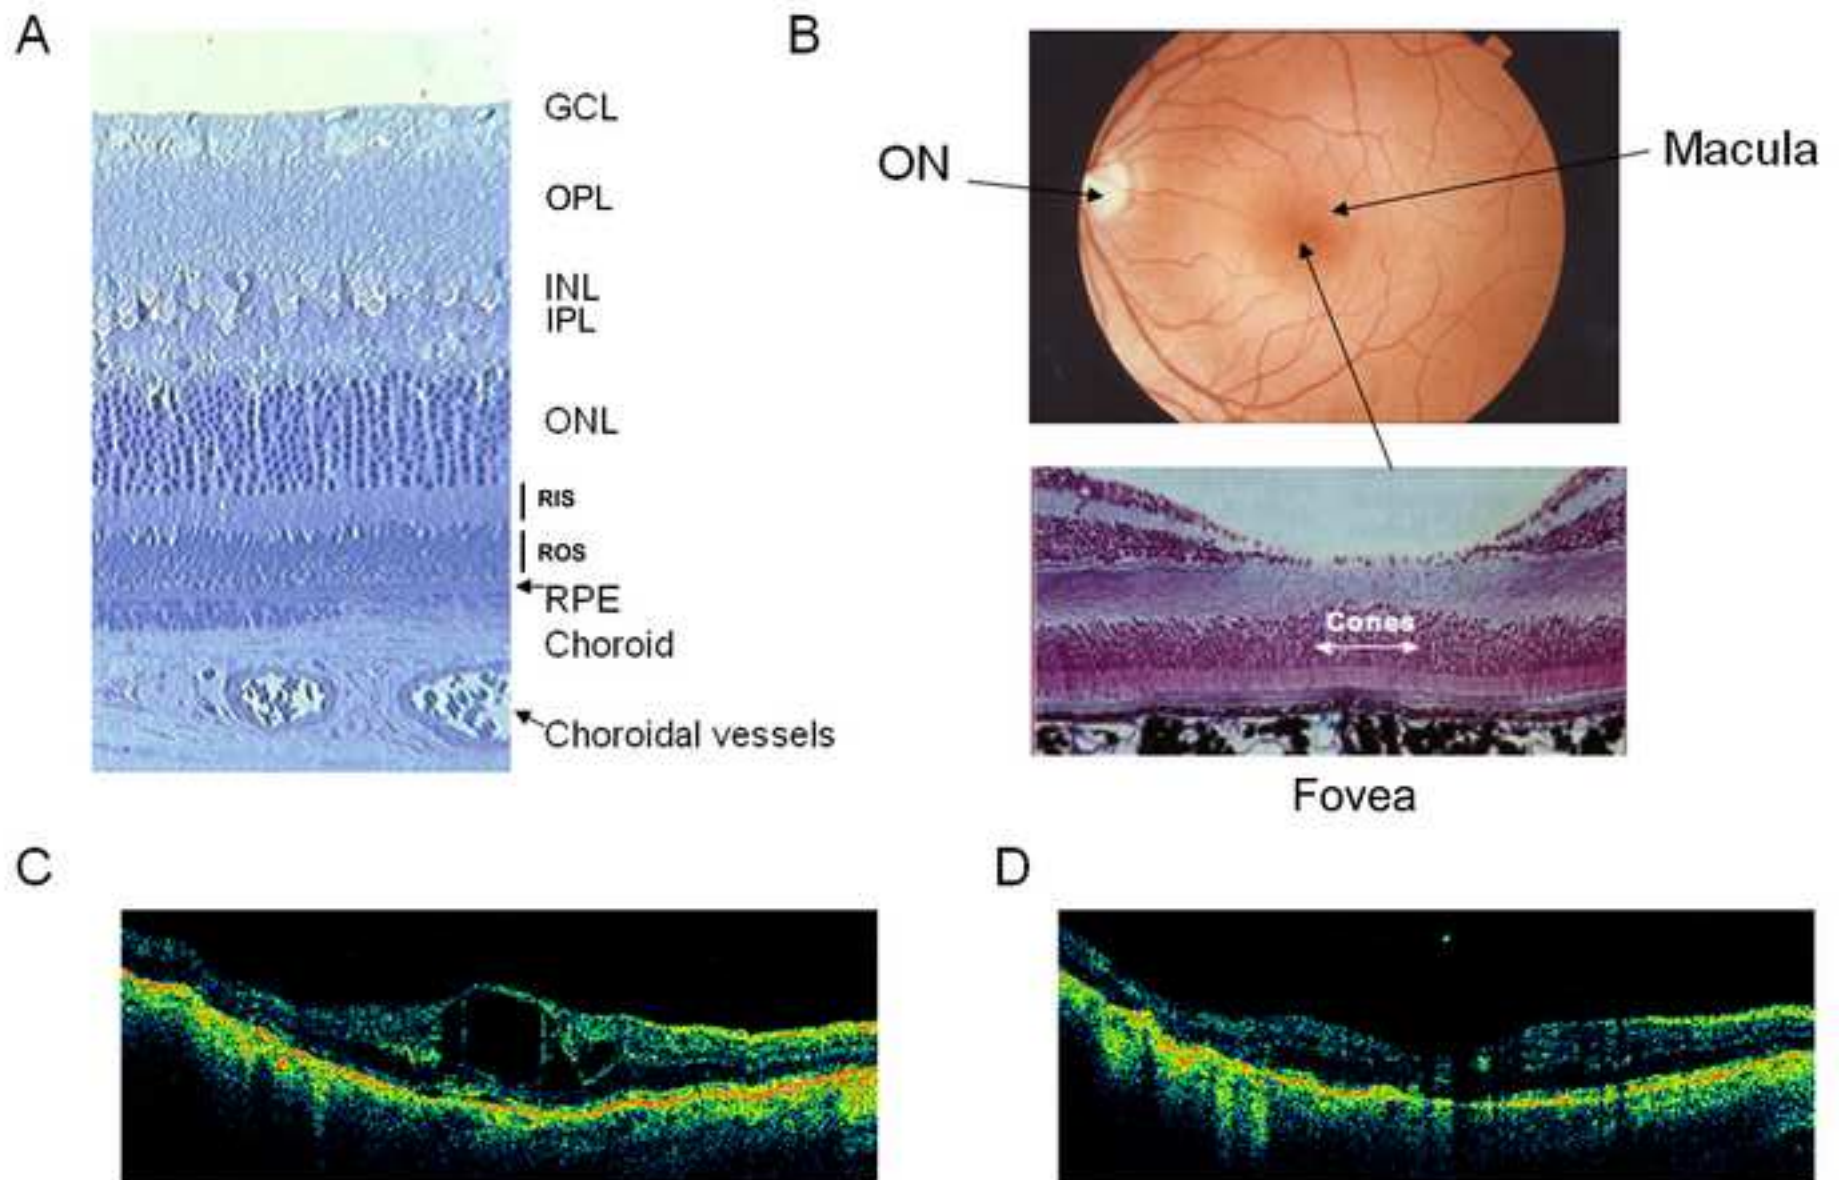 A
GCL
OPL
INL
IPL
ONL
RIS
ROS
RPE
Choroid
Choroidal vessels
B
ON
Macula
Cones
Fovea
C
D